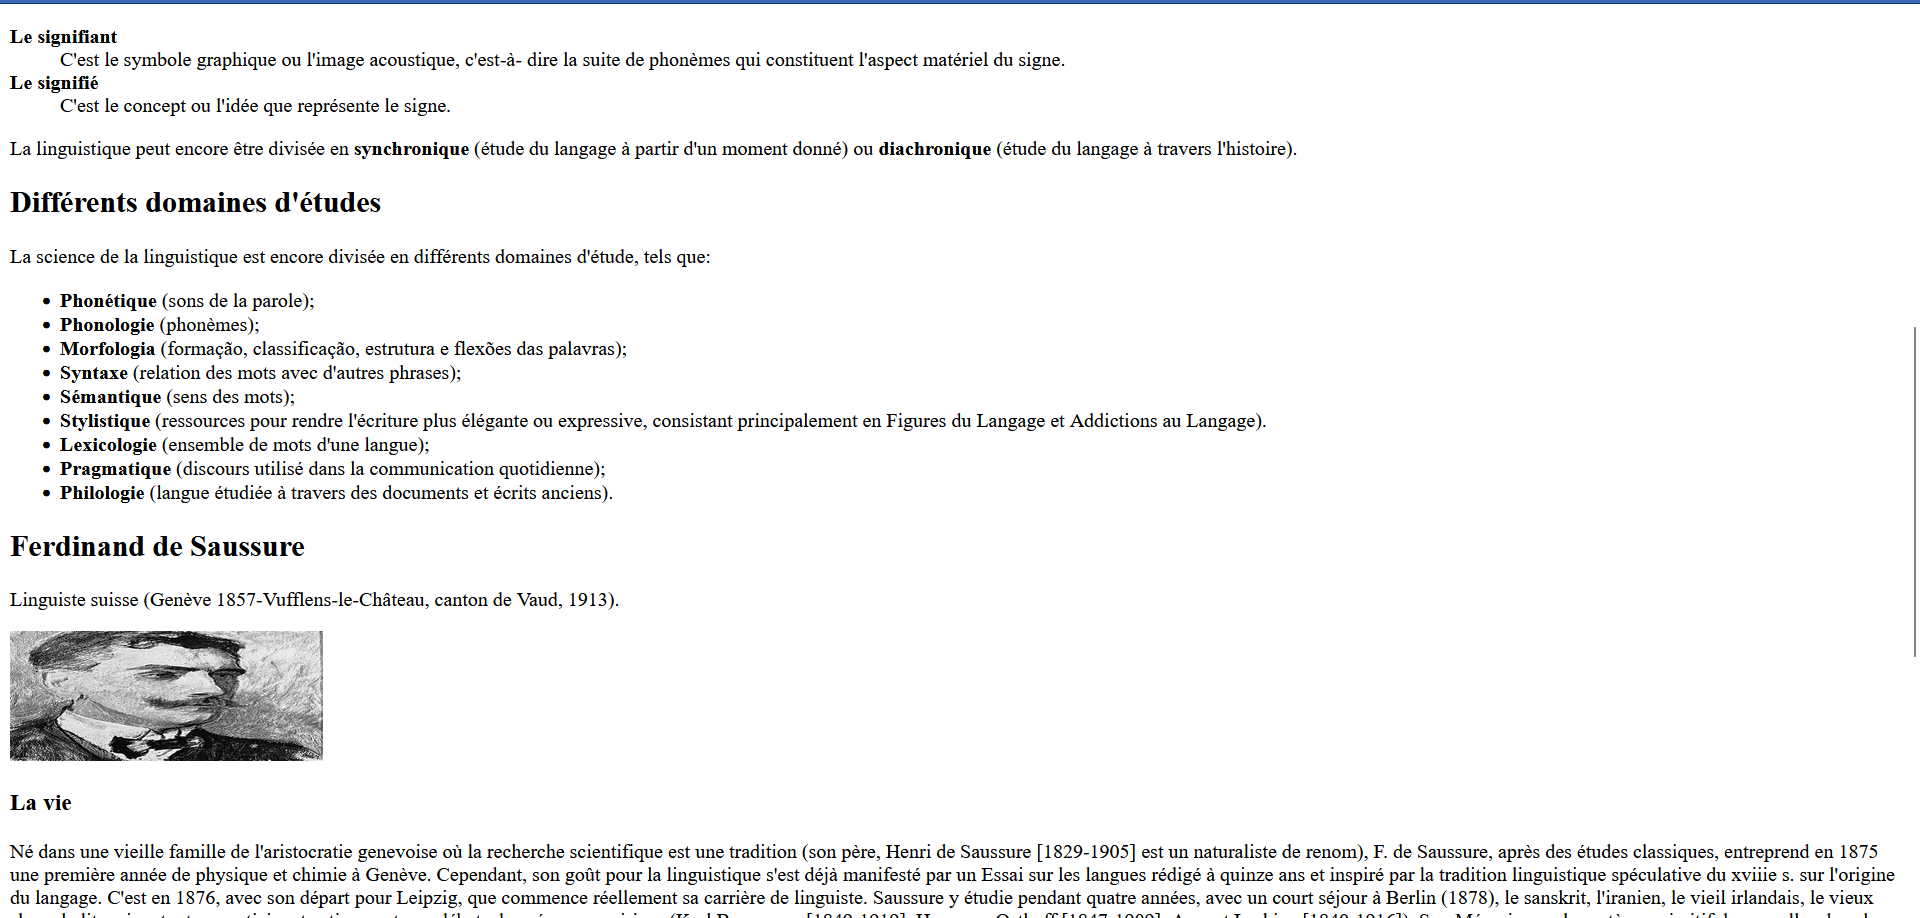 Le signifiant
C'est le symbole graphique ou l'image acoustique, c'est-à- dire la suite de phonèmes qui constituent l'aspect matériel du signe.
Le signifié
C'est le concept ou l'idée que représente le signe.
La linguistique peut encore être divisée en synchronique (étude du langage à partir d'un moment donné) ou diachronique (étude du langage à travers l'histoire).
Différents domaines d'études
La science de la linguistique est encore divisée en différents domaines d'étude, tels que:
• Phonétique (sons de la parole);
• Phonologie (phonèmes);
• Morfologia (formação, classificação, estrutura e flexões das palavras);
• Syntaxe (relation des mots avec d'autres phrases);
• Sémantique (sens des mots);
• Stylistique (ressources pour rendre l'écriture plus élégante ou expressive, consistant principalement en Figures du Langage et Addictions au Langage).
• Lexicologie (ensemble de mots d'une langue);
• Pragmatique (discours utilisé dans la communication quotidienne);
• Philologie (langue étudiée à travers des documents et écrits anciens).
Ferdinand de Saussure
Linguiste suisse (Genève 1857-Vufflens-le-Château, canton de Vaud, 1913).
La vie
Né dans une vieille famille de l'aristocratie genevoise où la recherche scientifique est une tradition (son père, Henri de Saussure [1829-1905] est un naturaliste de renom), F. de Saussure, après des études classiques, entreprend en 1875
une première année de physique et chimie à Genève. Cependant, son goût pour la linguistique s'est déjà manifesté par un Essai sur les langues rédigé à quinze ans et inspiré par la tradition linguistique spéculative du xviiie s. sur l'origine
du langage. C'est en 1876, avec son départ pour Leipzig, que commence réellement sa carrière de linguiste. Saussure y étudie pendant quatre années, avec un court séjour à Berlin (1878), le sanskrit, l'iranien, le vieil irlandais, le vieux